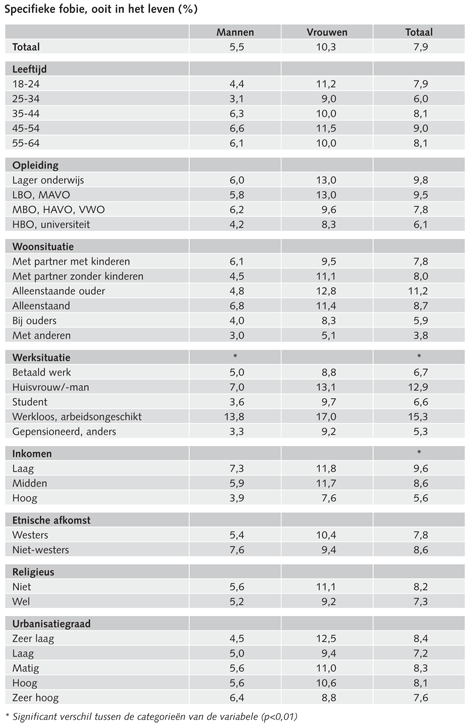 Specifieke fobie, ooit in het leven (%)
Mannen Vrouwen Totaal
Totaal 5,5 10,3 7,9
Leeftijd
18-24 4,4 11,2 7,9
25-34 3,1 9,0 6,0
35-44 6,3 10,0 8,1
45-54 6,6 11,5 9,0
55-64 6,1 10,0 8,1
Opleiding
Lager onderwijs 6,0 13,0 9,8
LBO, MAVO 5,8 13,0 9,5
MBO, HAVO, VWO 6,2 9,6 7,8
HBO, universiteit 4,2 8,3 6,1
Woonsituatie
Met partner met kinderen 6,1 9,5 7,8
Met partner zonder kinderen 4,5 11,1 8,0
Alleenstaande ouder 4,8 12,8 11,2
Alleenstaand 6,8 11,4 8,7
Bij ouders 4,0 8,3 5,9
Met anderen 3,0 5,1 3,8
Werksituatie * *
Betaald werk 5,0 8,8 6,7
Huisvrouw/-man 7,0 13,1 12,9
Student 3,6 9,7 6,6
Werkloos, arbeidsongeschikt 13,8 17,0 15,3
Gepensioneerd, anders 3,3 9,2 5,3
Inkomen *
Laag 7,3 11,8 9,6
Midden 5,9 11,7 8,6
Hoog 3,9 7,6 5,6
Etnische afkomst
Westers 5,4 10,4 7,8
Niet-westers 7,6 9,4 8,6
Religieus
Niet 5,6 11,1 8,2
Wel 5,2 9,2 7,3
Urbanisatiegraad
Zeer laag 4,5 12,5 8,4
Laag 5,0 9,4 7,2
Matig 5,6 11,0 8,3
Hoog 5,6 10,6 8,1
Zeer hoog 6,4 8,8 7,6
* Significant verschil tussen de categorieën van de variabele (p<0,01)